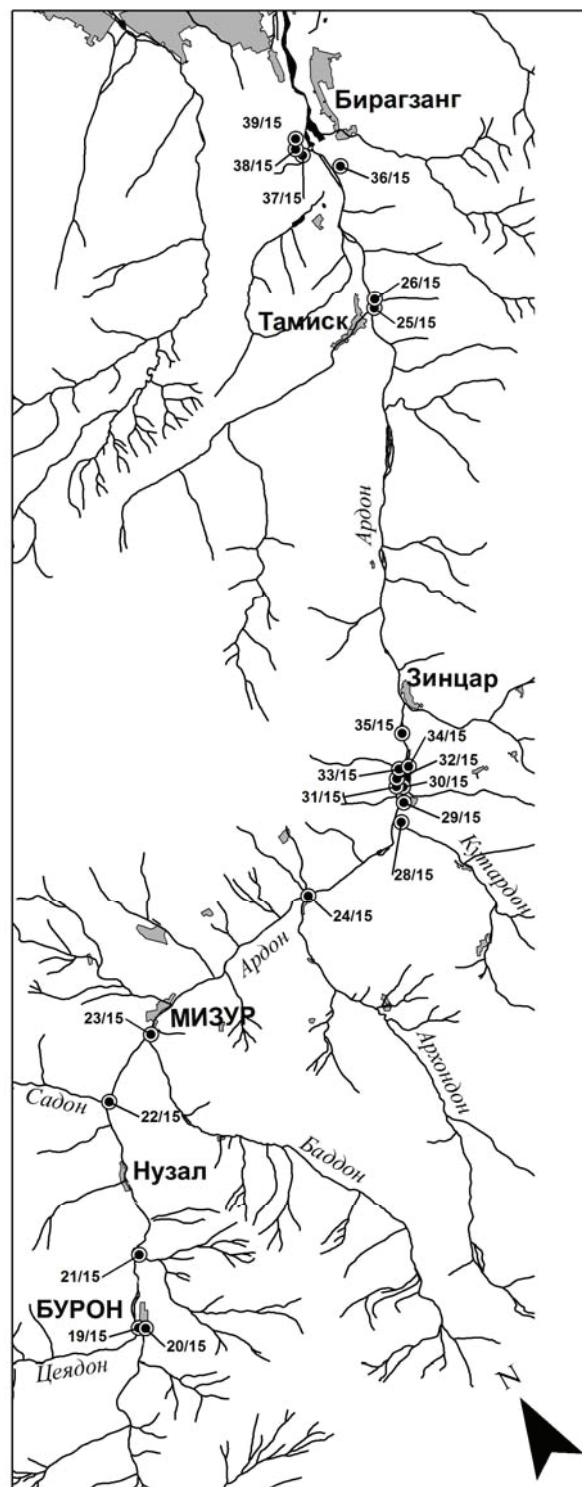 Бирагзанг
39/15
38/15
36/15
37/15
26/15
Тамиск
25/15
Ардон
Зинцар
35/15
34/15
33/15
32/15
31/15
30/15
29/15
28/15
Кутардон
24/15
Ардон
МИЗУР
23/15
Архондон
Садон
22/15
Баддон
Нузал
21/15
БУРОН
19/15
20/15
Цеядон
N